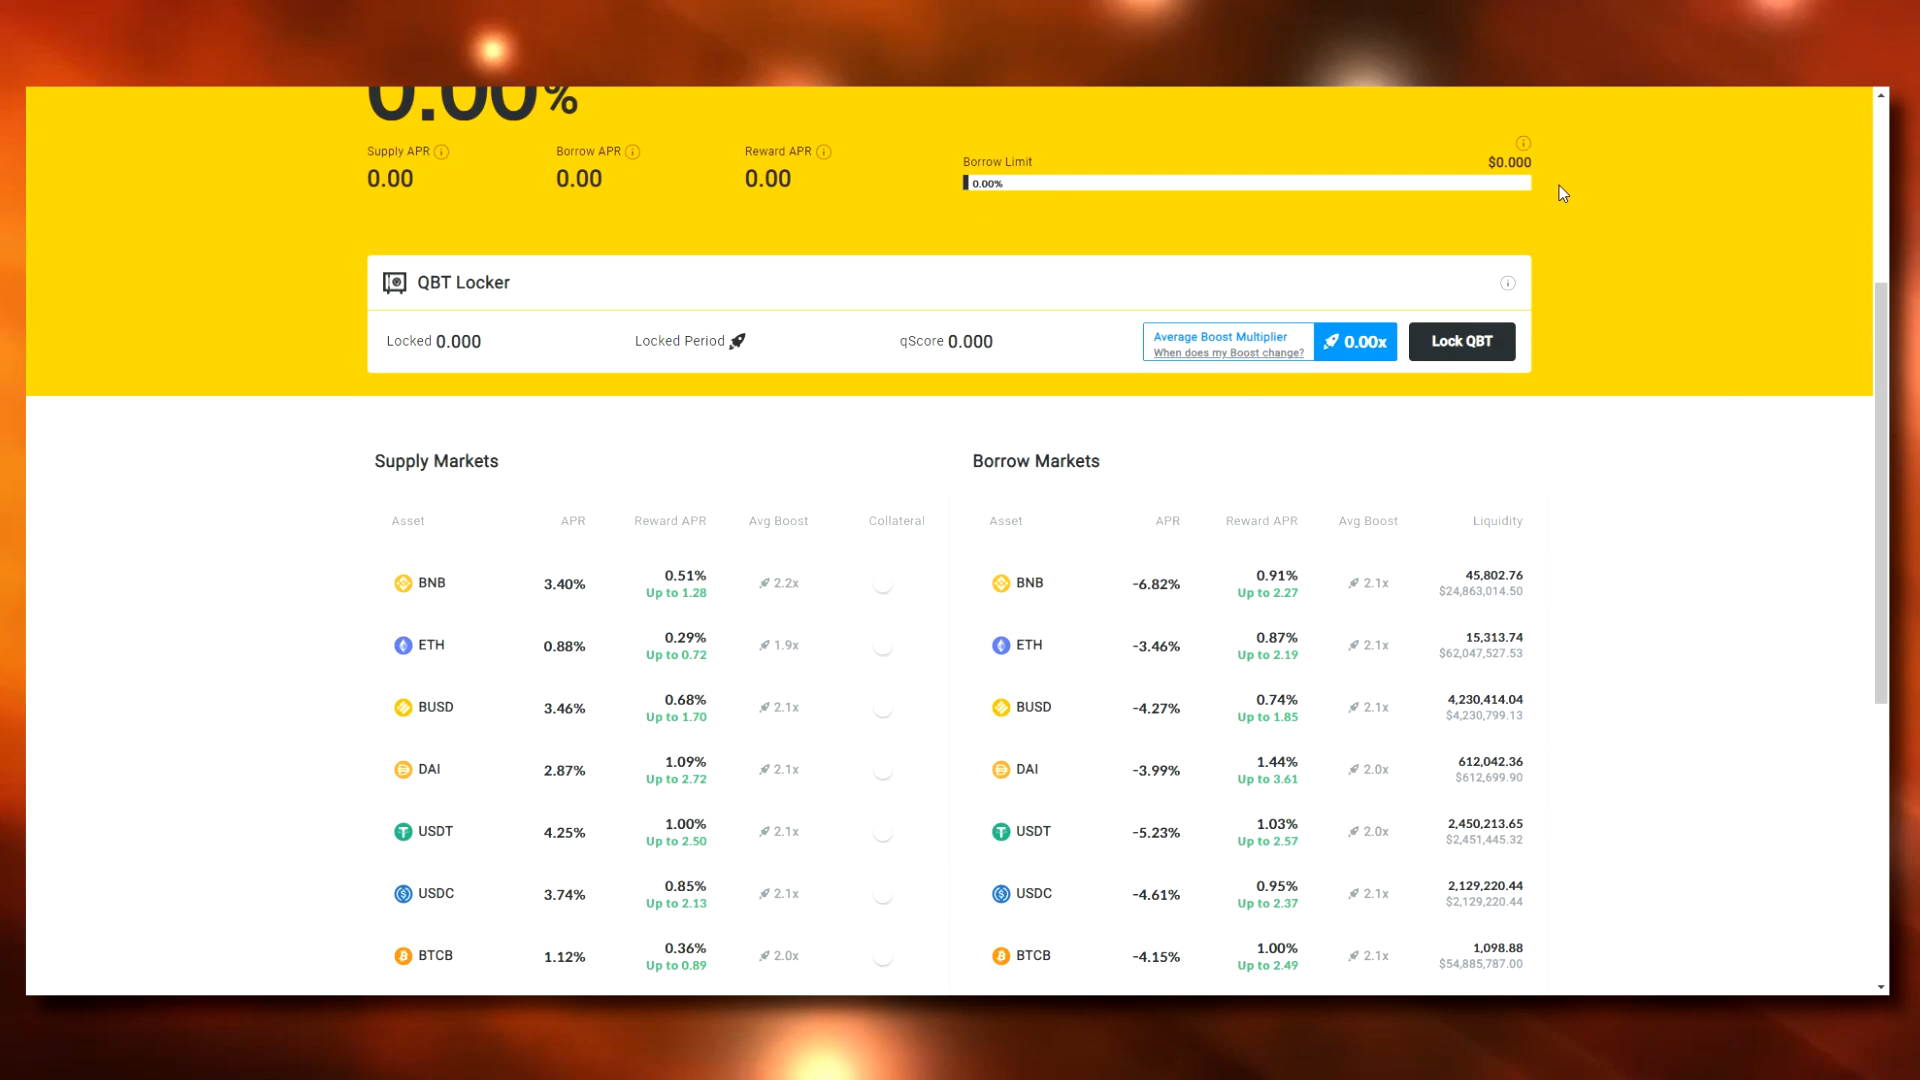 0.00%
Supply APR Borrow APR Reward APR
0.00 0.00 0.00
Borrow Limit $0.000
0.00%
QBT Locker
Locked 0.000 Locked Period qScore 0.000
Average Boost Multiplier
When does my Boost change?
0.00x
Lock QBT
Supply Markets
Asset APR Reward APR Avg Boost Collateral
BNB 3.40% 0.51% 2.2x
Up to 1.28
ETH 0.88% 0.29% 1.9x
Up to 0.72
BUSD 3.46% 0.68% 2.1x
Up to 1.70
DAI 2.87% 1.09% 2.1x
Up to 2.72
USDT 4.25% 1.00% 2.1x
Up to 2.50
USDC 3.74% 0.85% 2.1x
Up to 2.13
BTCB 1.12% 0.36% 2.0x
Up to 0.89
Borrow Markets
Asset APR Reward APR Avg Boost Liquidity
BNB -6.82% 0.91% 2.1x 45,802.76
Up to 2.27 $24,863,014.50
ETH -3.46% 0.87% 2.1x 15,313.74
Up to 2.19 $62,047,527.53
BUSD -4.27% 0.74% 2.1x 4,230,414.04
Up to 1.85 $4,230,799.13
DAI -3.99% 1.44% 2.0x 612,042.36
Up to 3.61 $612,699.90
USDT -5.23% 1.03% 2.0x 2,450,213.65
Up to 2.57 $2,451,445.32
USDC -4.61% 0.95% 2.1x 2,129,220.44
Up to 2.37 $2,129,220.44
BTCB -4.15% 1.00% 2.1x 1,098.88
Up to 2.49 $54,885,787.00